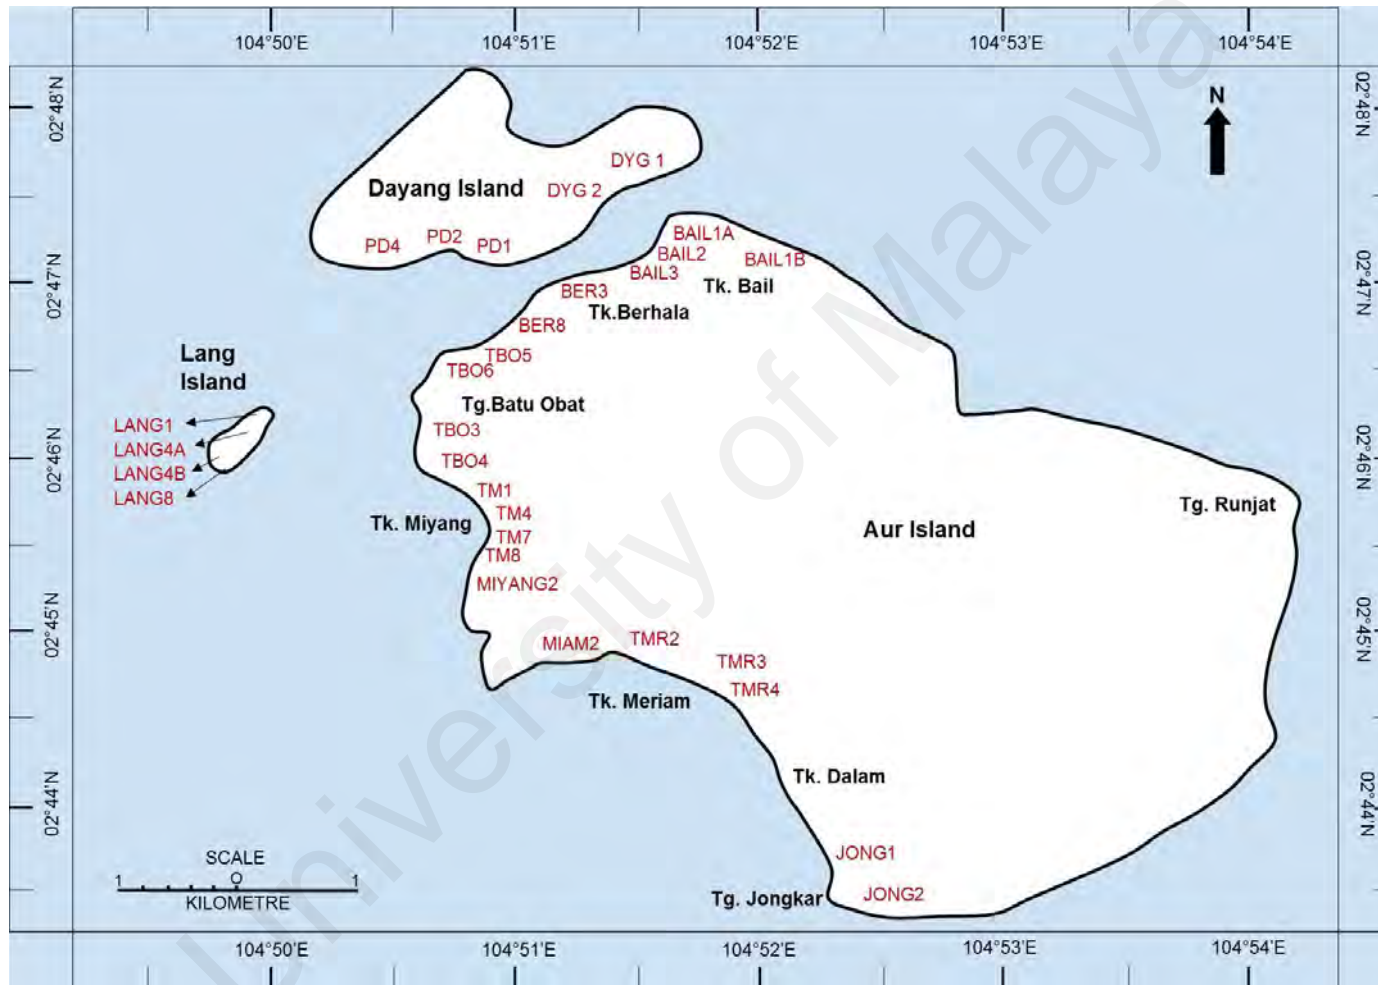 104°50'E
104°51'E
104°52'E
104°53'E
104°54'E
02°48'N
02°48'N
N
DYG 1
Dayang Island
DYG 2
PD4
PD2
PD1
BAIL1A
BAIL2
BAIL1B
BAIL3
Tk. Bail
02°47'N
02°47'N
BER3
Tk.Berhala
BER8
Lang
Island
TBO5
TBO6
Tg.Batu Obat
LANG1
LANG4A
LANG4B
LANG8
TBO3
TBO4
02°46'N
02°46'N
TM1
TM4
Tk. Miyang
TM7
TM8
MIYANG2
Aur Island
Tg. Runjat
02°45'N
02°45'N
MIAM2
TMR2
TMR3
TMR4
Tk. Meriam
Tk. Dalam
02°44'N
02°44'N
JONG1
Tg. Jongkar
JONG2
SCALE
1 O 1
KILOMETRE
104°50'E
104°51'E
104°52'E
104°53'E
104°54'E
University of Malaya